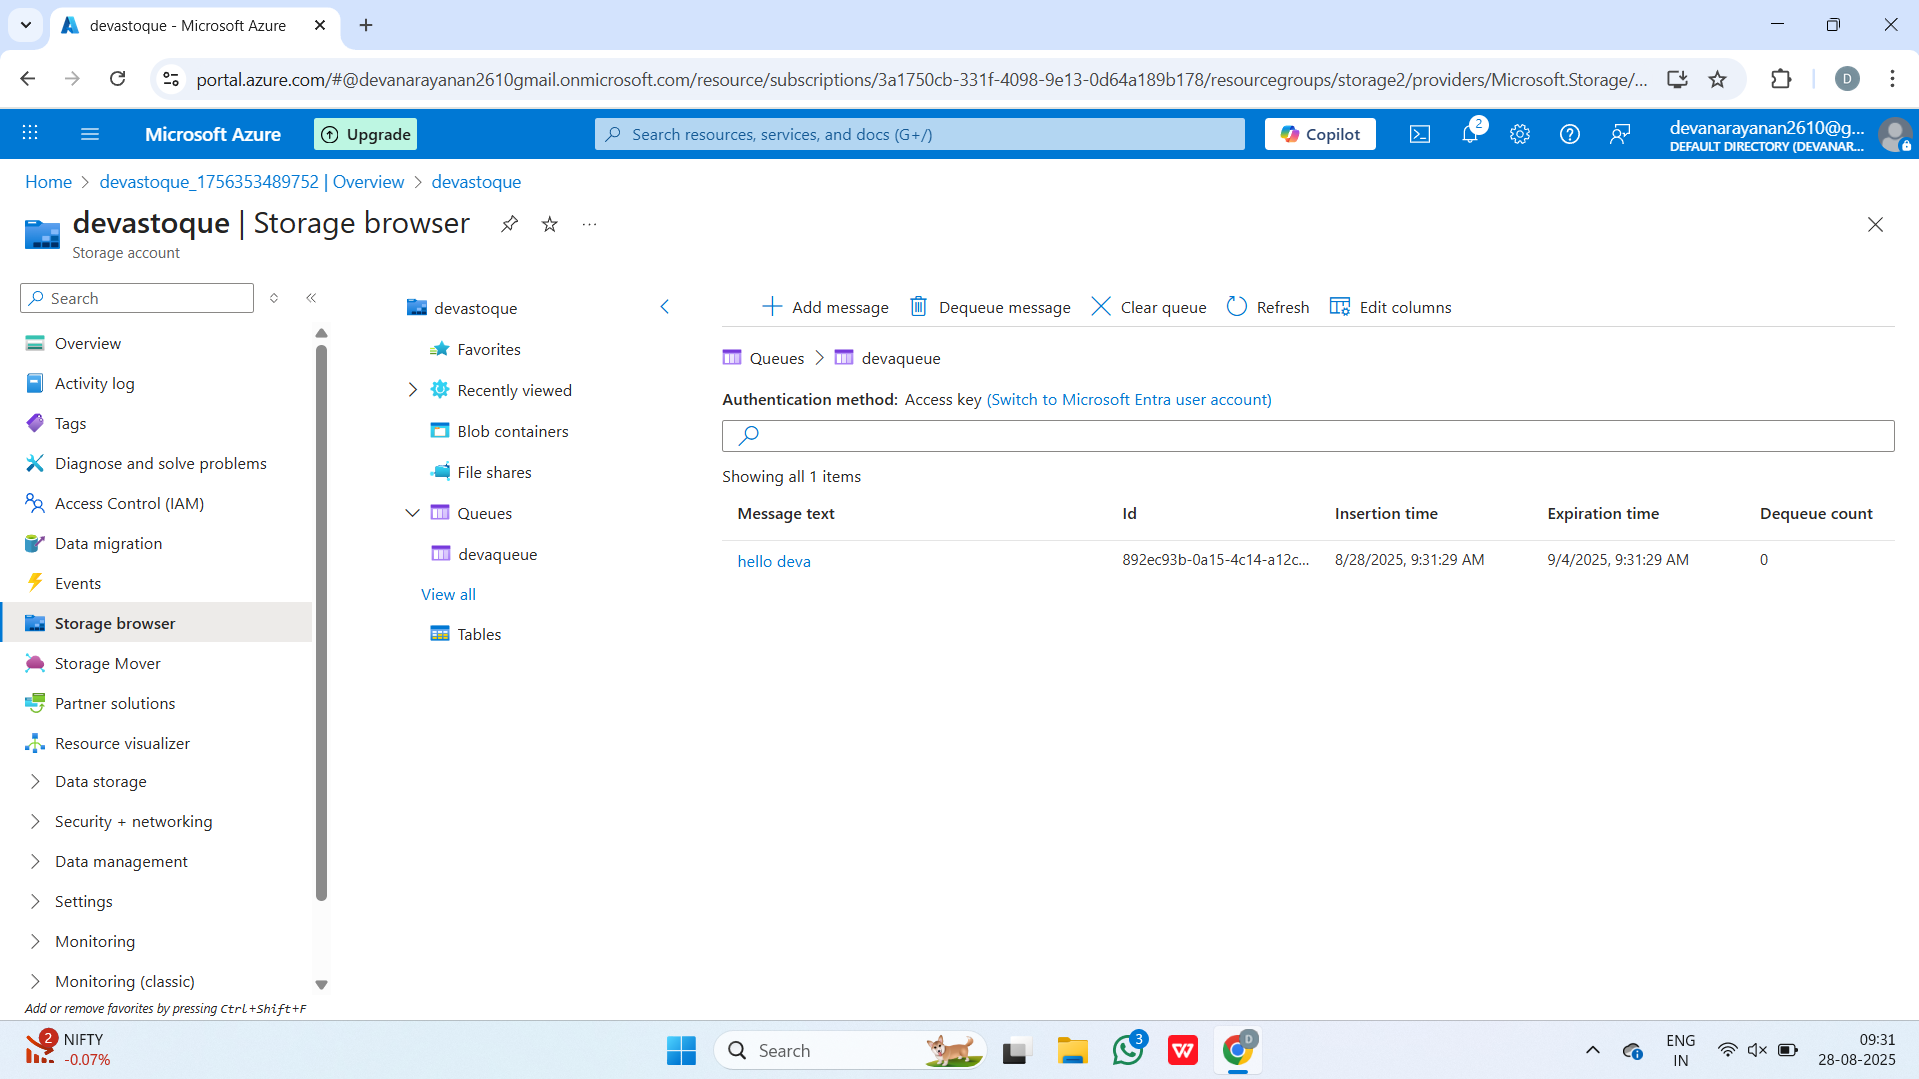 devastoque - Microsoft Azure
portal.azure.com/#@devanarayanan2610gmail.onmicrosoft.com/resource/subscriptions/3a1750cb-331f-4098-9e13-0d64a189b178/resourcegroups/storage2/providers/Microsoft.Storage/...
D
Microsoft Azure
Upgrade
Search resources, services, and docs (G+/)
Copilot
2
devanarayanan2610@g...
DEFAULT DIRECTORY (DEVANAR...
Home > devastoque_1756353489752 | Overview > devastoque
devastoque | Storage browser
Storage account
Search
Overview
Activity log
Tags
Diagnose and solve problems
Access Control (IAM)
Data migration
Events
Storage browser
Storage Mover
Partner solutions
Resource visualizer
Data storage
Security + networking
Data management
Settings
Monitoring
Monitoring (classic)
Add or remove favorites by pressing Ctrl+Shift+F
devastoque
Favorites
Recently viewed
Blob containers
File shares
Queues
devaqueue
View all
Tables
Add message Dequeue message Clear queue Refresh Edit columns
Queues > devaqueue
Authentication method: Access key (Switch to Microsoft Entra user account)
Showing all 1 items
Message text Id Insertion time Expiration time Dequeue count
hello deva 892ec93b-0a15-4c14-a12c... 8/28/2025, 9:31:29 AM 9/4/2025, 9:31:29 AM 0
2
NIFTY
-0.07%
Search
3
W
D
ENG
IN
09:31
28-08-2025